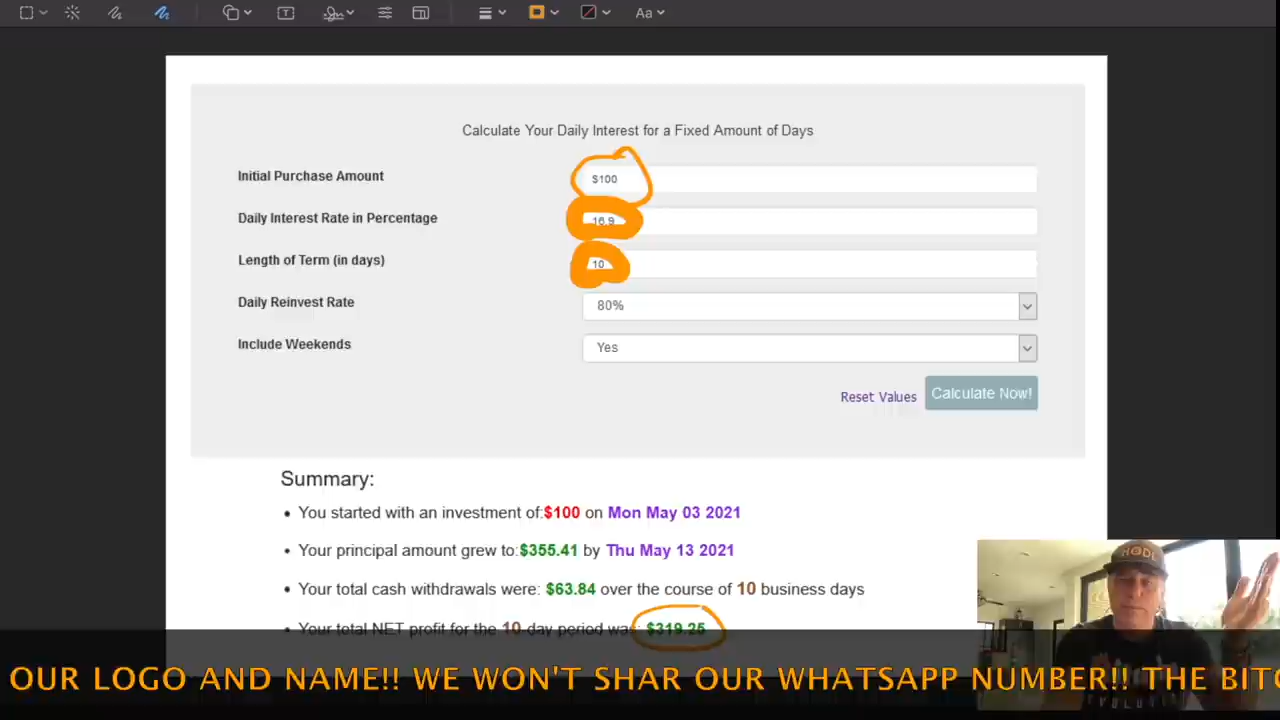 Aa
Calculate Your Daily Interest for a Fixed Amount of Days
Initial Purchase Amount
$100
Daily Interest Rate in Percentage
16.9
Length of Term (in days)
10
Daily Reinvest Rate
80%
Include Weekends
Yes
Reset Values
Calculate Now!
Summary:
• You started with an investment of:$100 on Mon May 03 2021
• Your principal amount grew to:$355.41 by Thu May 13 2021
• Your total cash withdrawals were: $63.84 over the course of 10 business days
• Your total NET profit for the 10-day period was: $319.25
HODL
OUR LOGO AND NAME!! WE WON'T SHAR OUR WHATSAPP NUMBER!! THE BITC